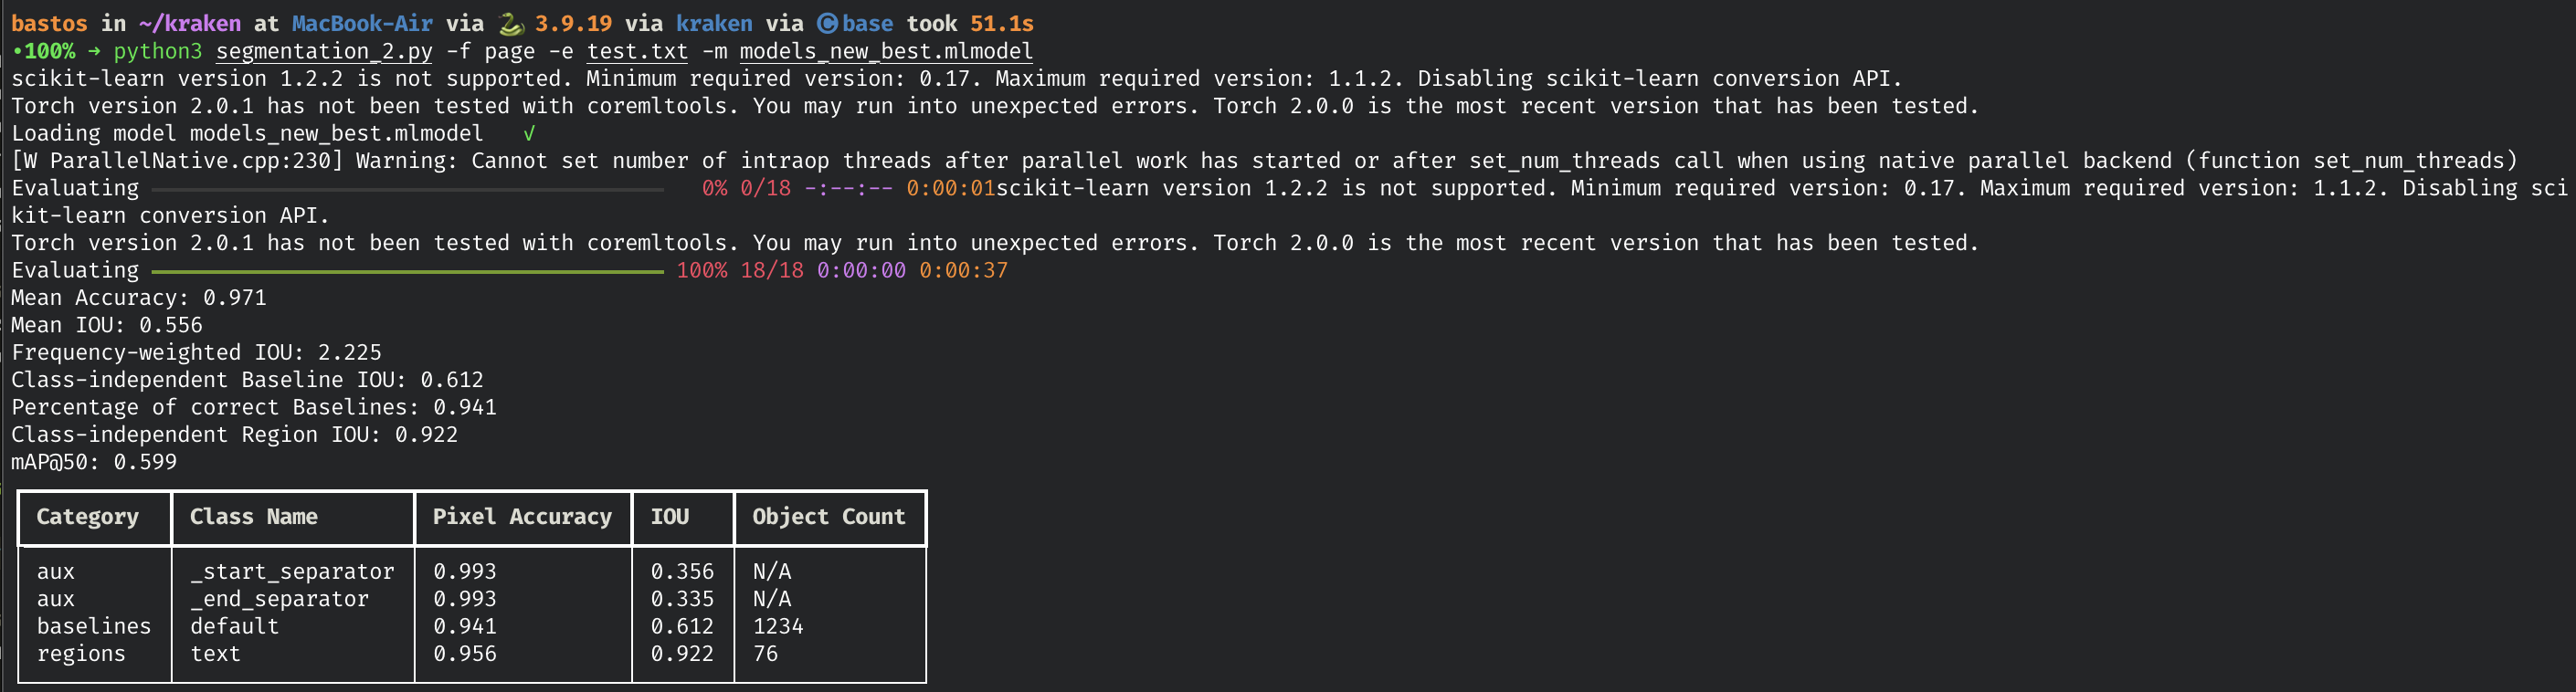 bastos in ~/kraken at MacBook-Air via 🐍 3.9.19 via kraken via ©base took 51.1s
•100% → python3 segmentation_2.py -f page -e test.txt -m models_new_best.mlmodel
scikit-learn version 1.2.2 is not supported. Minimum required version: 0.17. Maximum required version: 1.1.2. Disabling scikit-learn conversion API.
Torch version 2.0.1 has not been tested with coremltools. You may run into unexpected errors. Torch 2.0.0 is the most recent version that has been tested.
Loading model models_new_best.mlmodel √
[W ParallelNative.cpp:230] Warning: Cannot set number of intraop threads after parallel work has started or after set_num_threads call when using native parallel backend (function set_num_threads)
Evaluating 0% 0/18 -:--:-- 0:00:01scikit-learn version 1.2.2 is not supported. Minimum required version: 0.17. Maximum required version: 1.1.2. Disabling sci
kit-learn conversion API.
Torch version 2.0.1 has not been tested with coremltools. You may run into unexpected errors. Torch 2.0.0 is the most recent version that has been tested.
Evaluating 100% 18/18 0:00:00 0:00:37
Mean Accuracy: 0.971
Mean IOU: 0.556
Frequency-weighted IOU: 2.225
Class-independent Baseline IOU: 0.612
Percentage of correct Baselines: 0.941
Class-independent Region IOU: 0.922
mAP@50: 0.599
Category Class Name Pixel Accuracy IOU Object Count
aux _start_separator 0.993 0.356 N/A
aux _end_separator 0.993 0.335 N/A
baselines default 0.941 0.612 1234
regions text 0.956 0.922 76